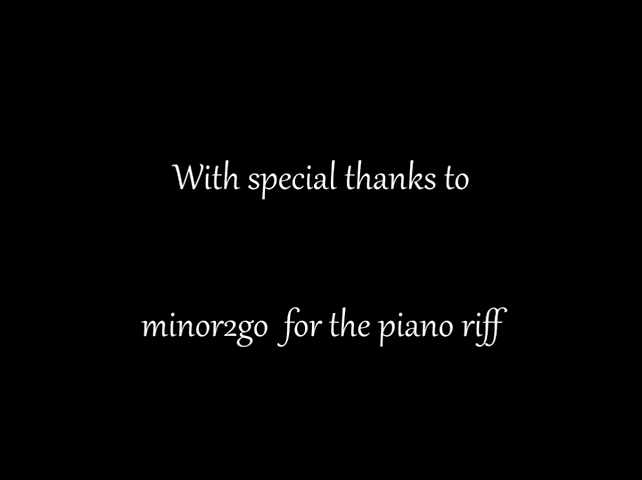 With special thanks to
minor2go for the piano riff